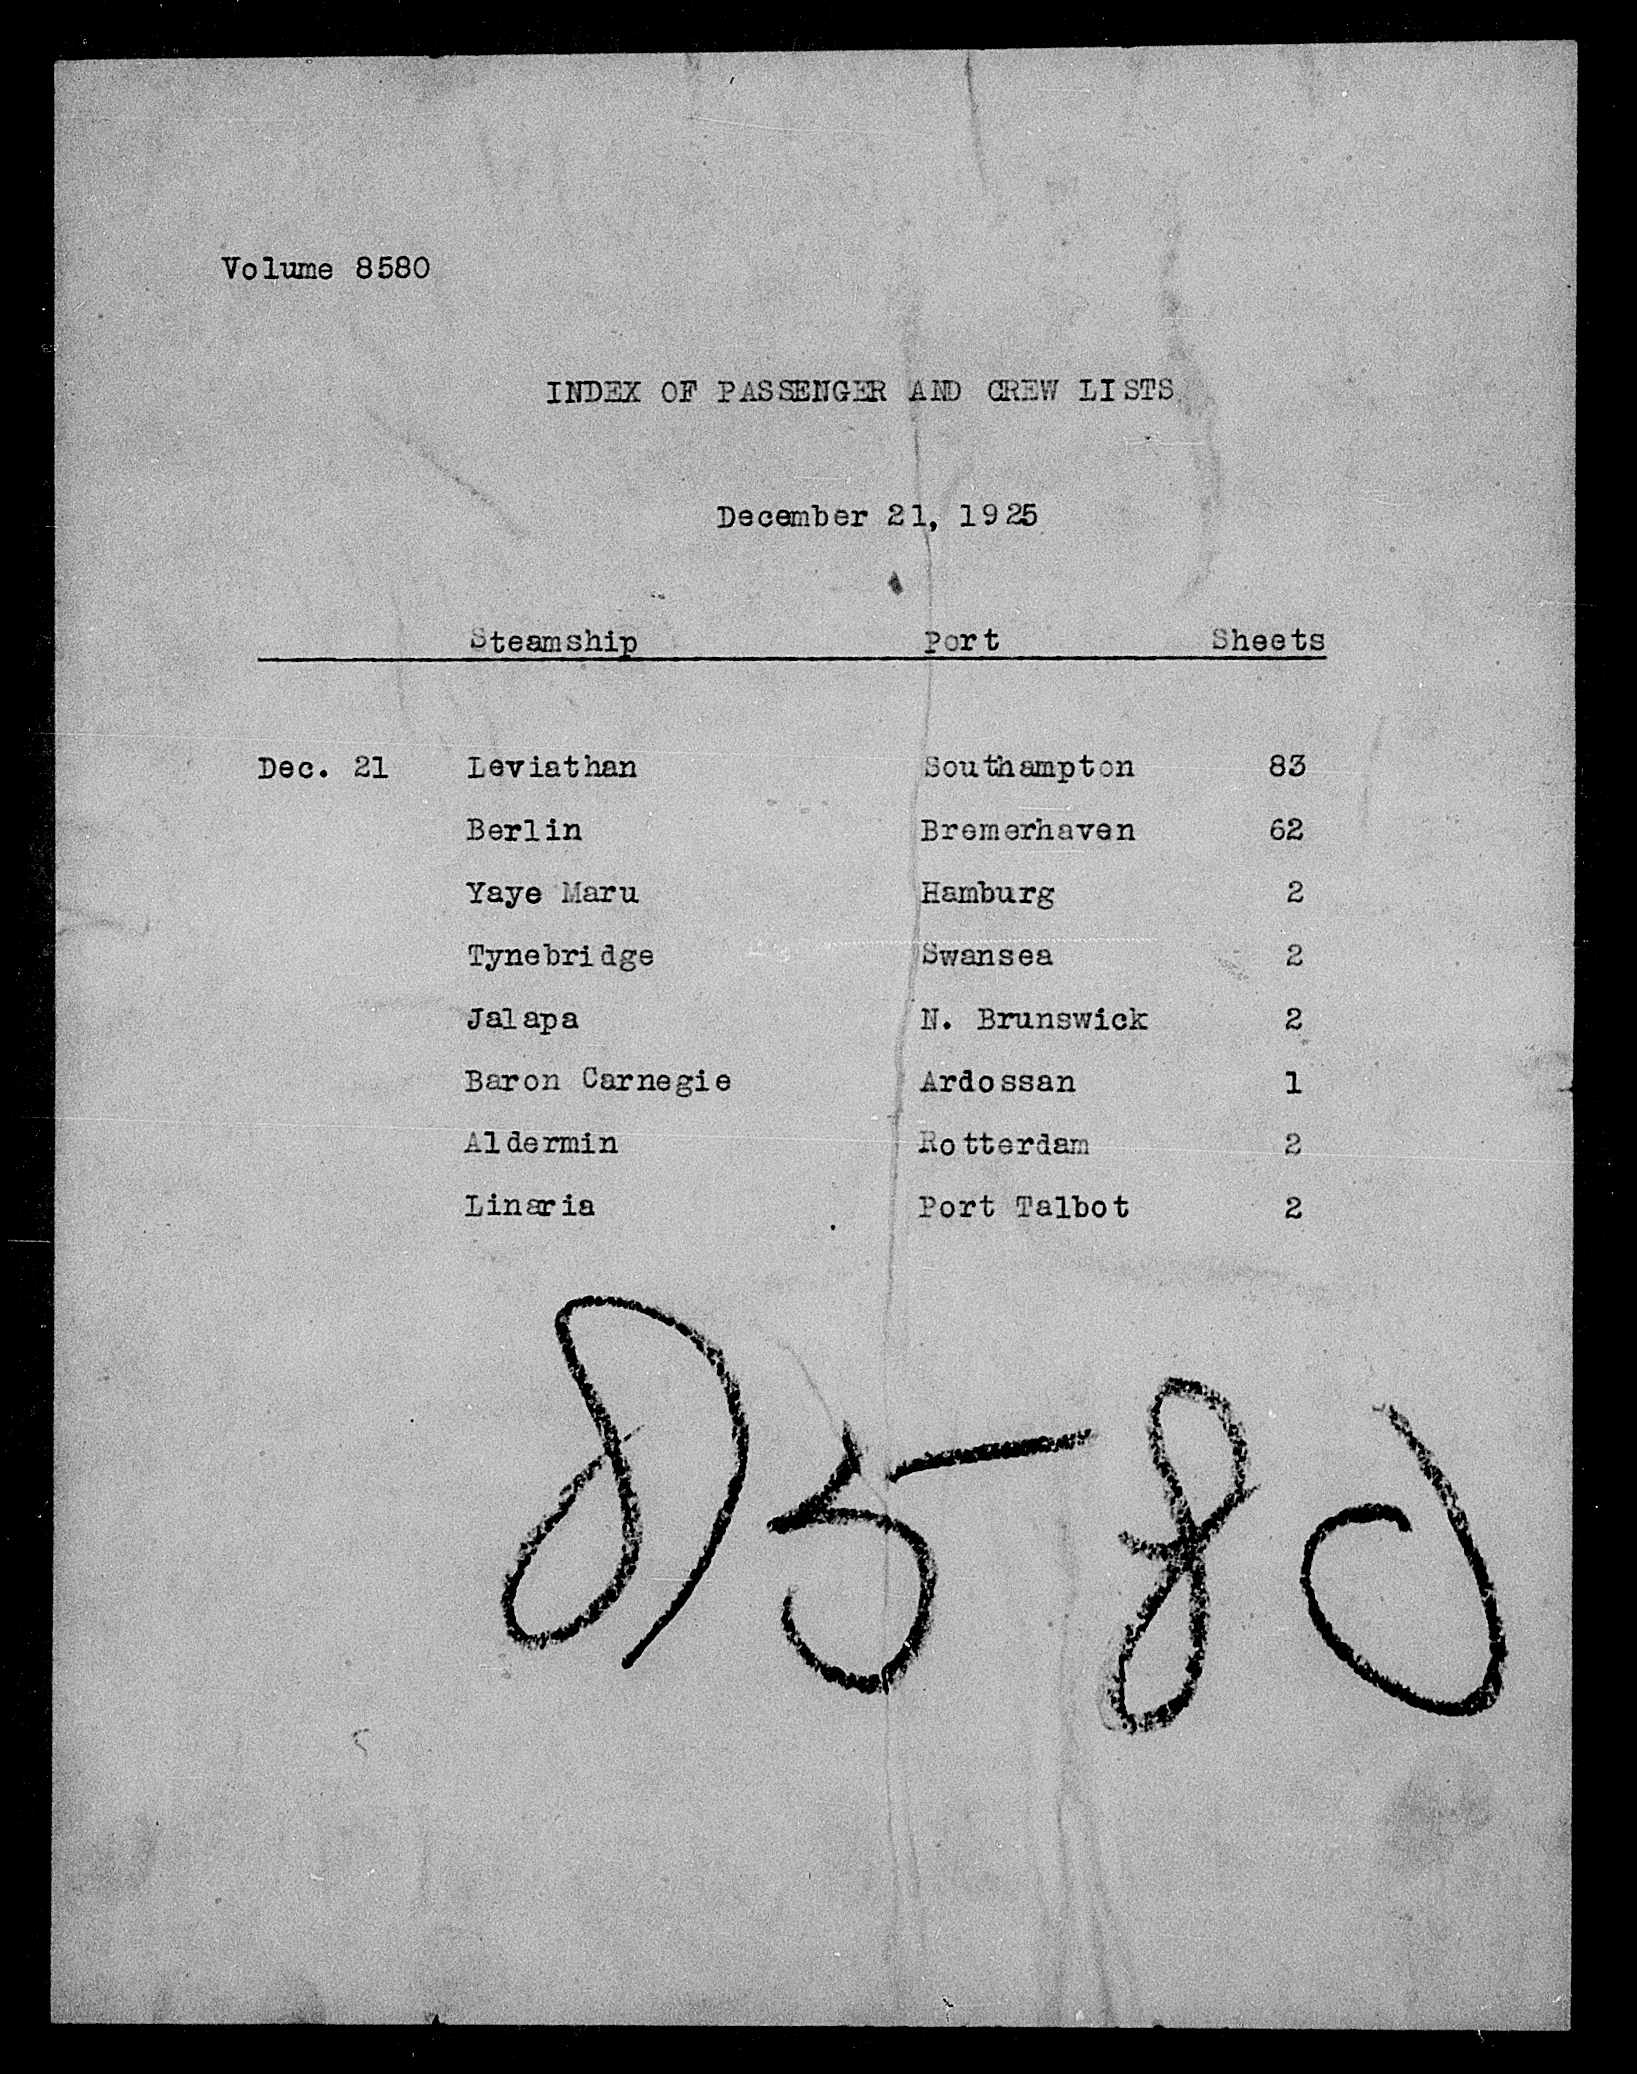 Volume 8580
INDEX OF PASSENGER AND CREW LISTS
December 21, 1925
Steamship Port Sheets
Dec. 21 Leviathan Southampton 83
Berlin Bremerhaven 62
Yaye Maru Hamburg 2
Tynebridge Swansea 2
Jalapa N. Brunswick 2
Baron Carnegie Ardossan 1
Aldermin Rotterdam 2
Linaria Port Talbot 2
8580